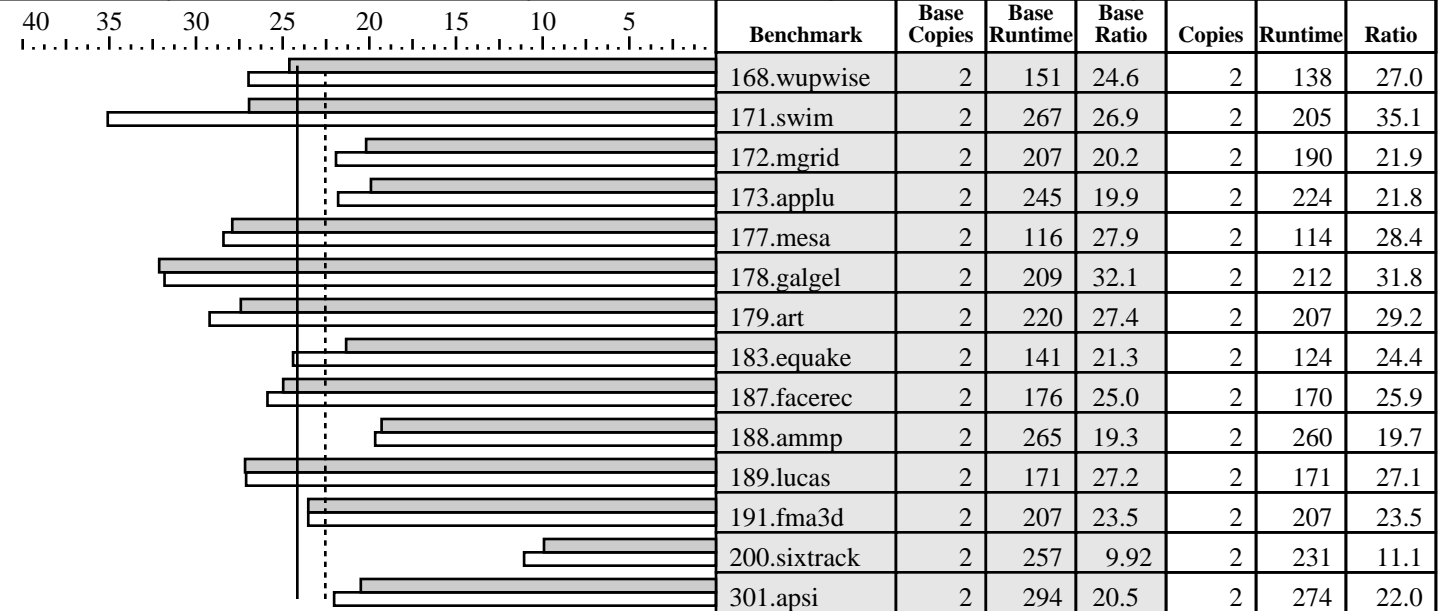 40 35 30 25 20 15 10 5
Benchmark Base Copies Base Runtime Base Ratio Copies Runtime Ratio
168.wupwise 2 151 24.6 2 138 27.0
171.swim 2 267 26.9 2 205 35.1
172.mgrid 2 207 20.2 2 190 21.9
173.applu 2 245 19.9 2 224 21.8
177.mesa 2 116 27.9 2 114 28.4
178.galgel 2 209 32.1 2 212 31.8
179.art 2 220 27.4 2 207 29.2
183.equake 2 141 21.3 2 124 24.4
187.facerec 2 176 25.0 2 170 25.9
188.ammp 2 265 19.3 2 260 19.7
189.lucas 2 171 27.2 2 171 27.1
191.fma3d 2 207 23.5 2 207 23.5
200.sixtrack 2 257 9.92 2 231 11.1
301.apsi 2 294 20.5 2 274 22.0